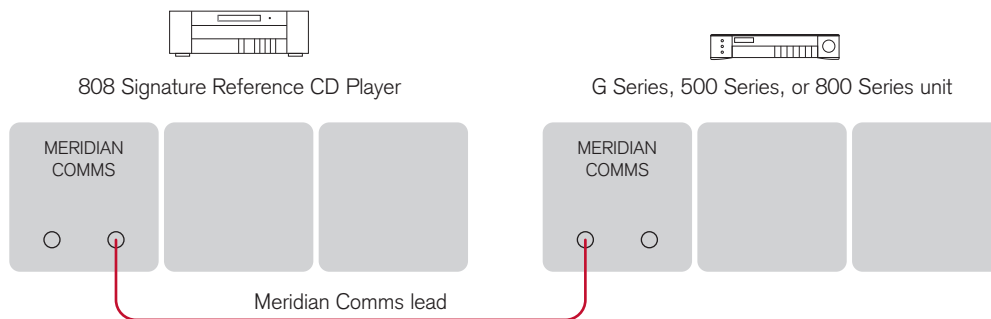 808 Signature Reference CD Player
G Series, 500 Series, or 800 Series unit
MERIDIAN
COMMS
MERIDIAN
COMMS
Meridian Comms lead